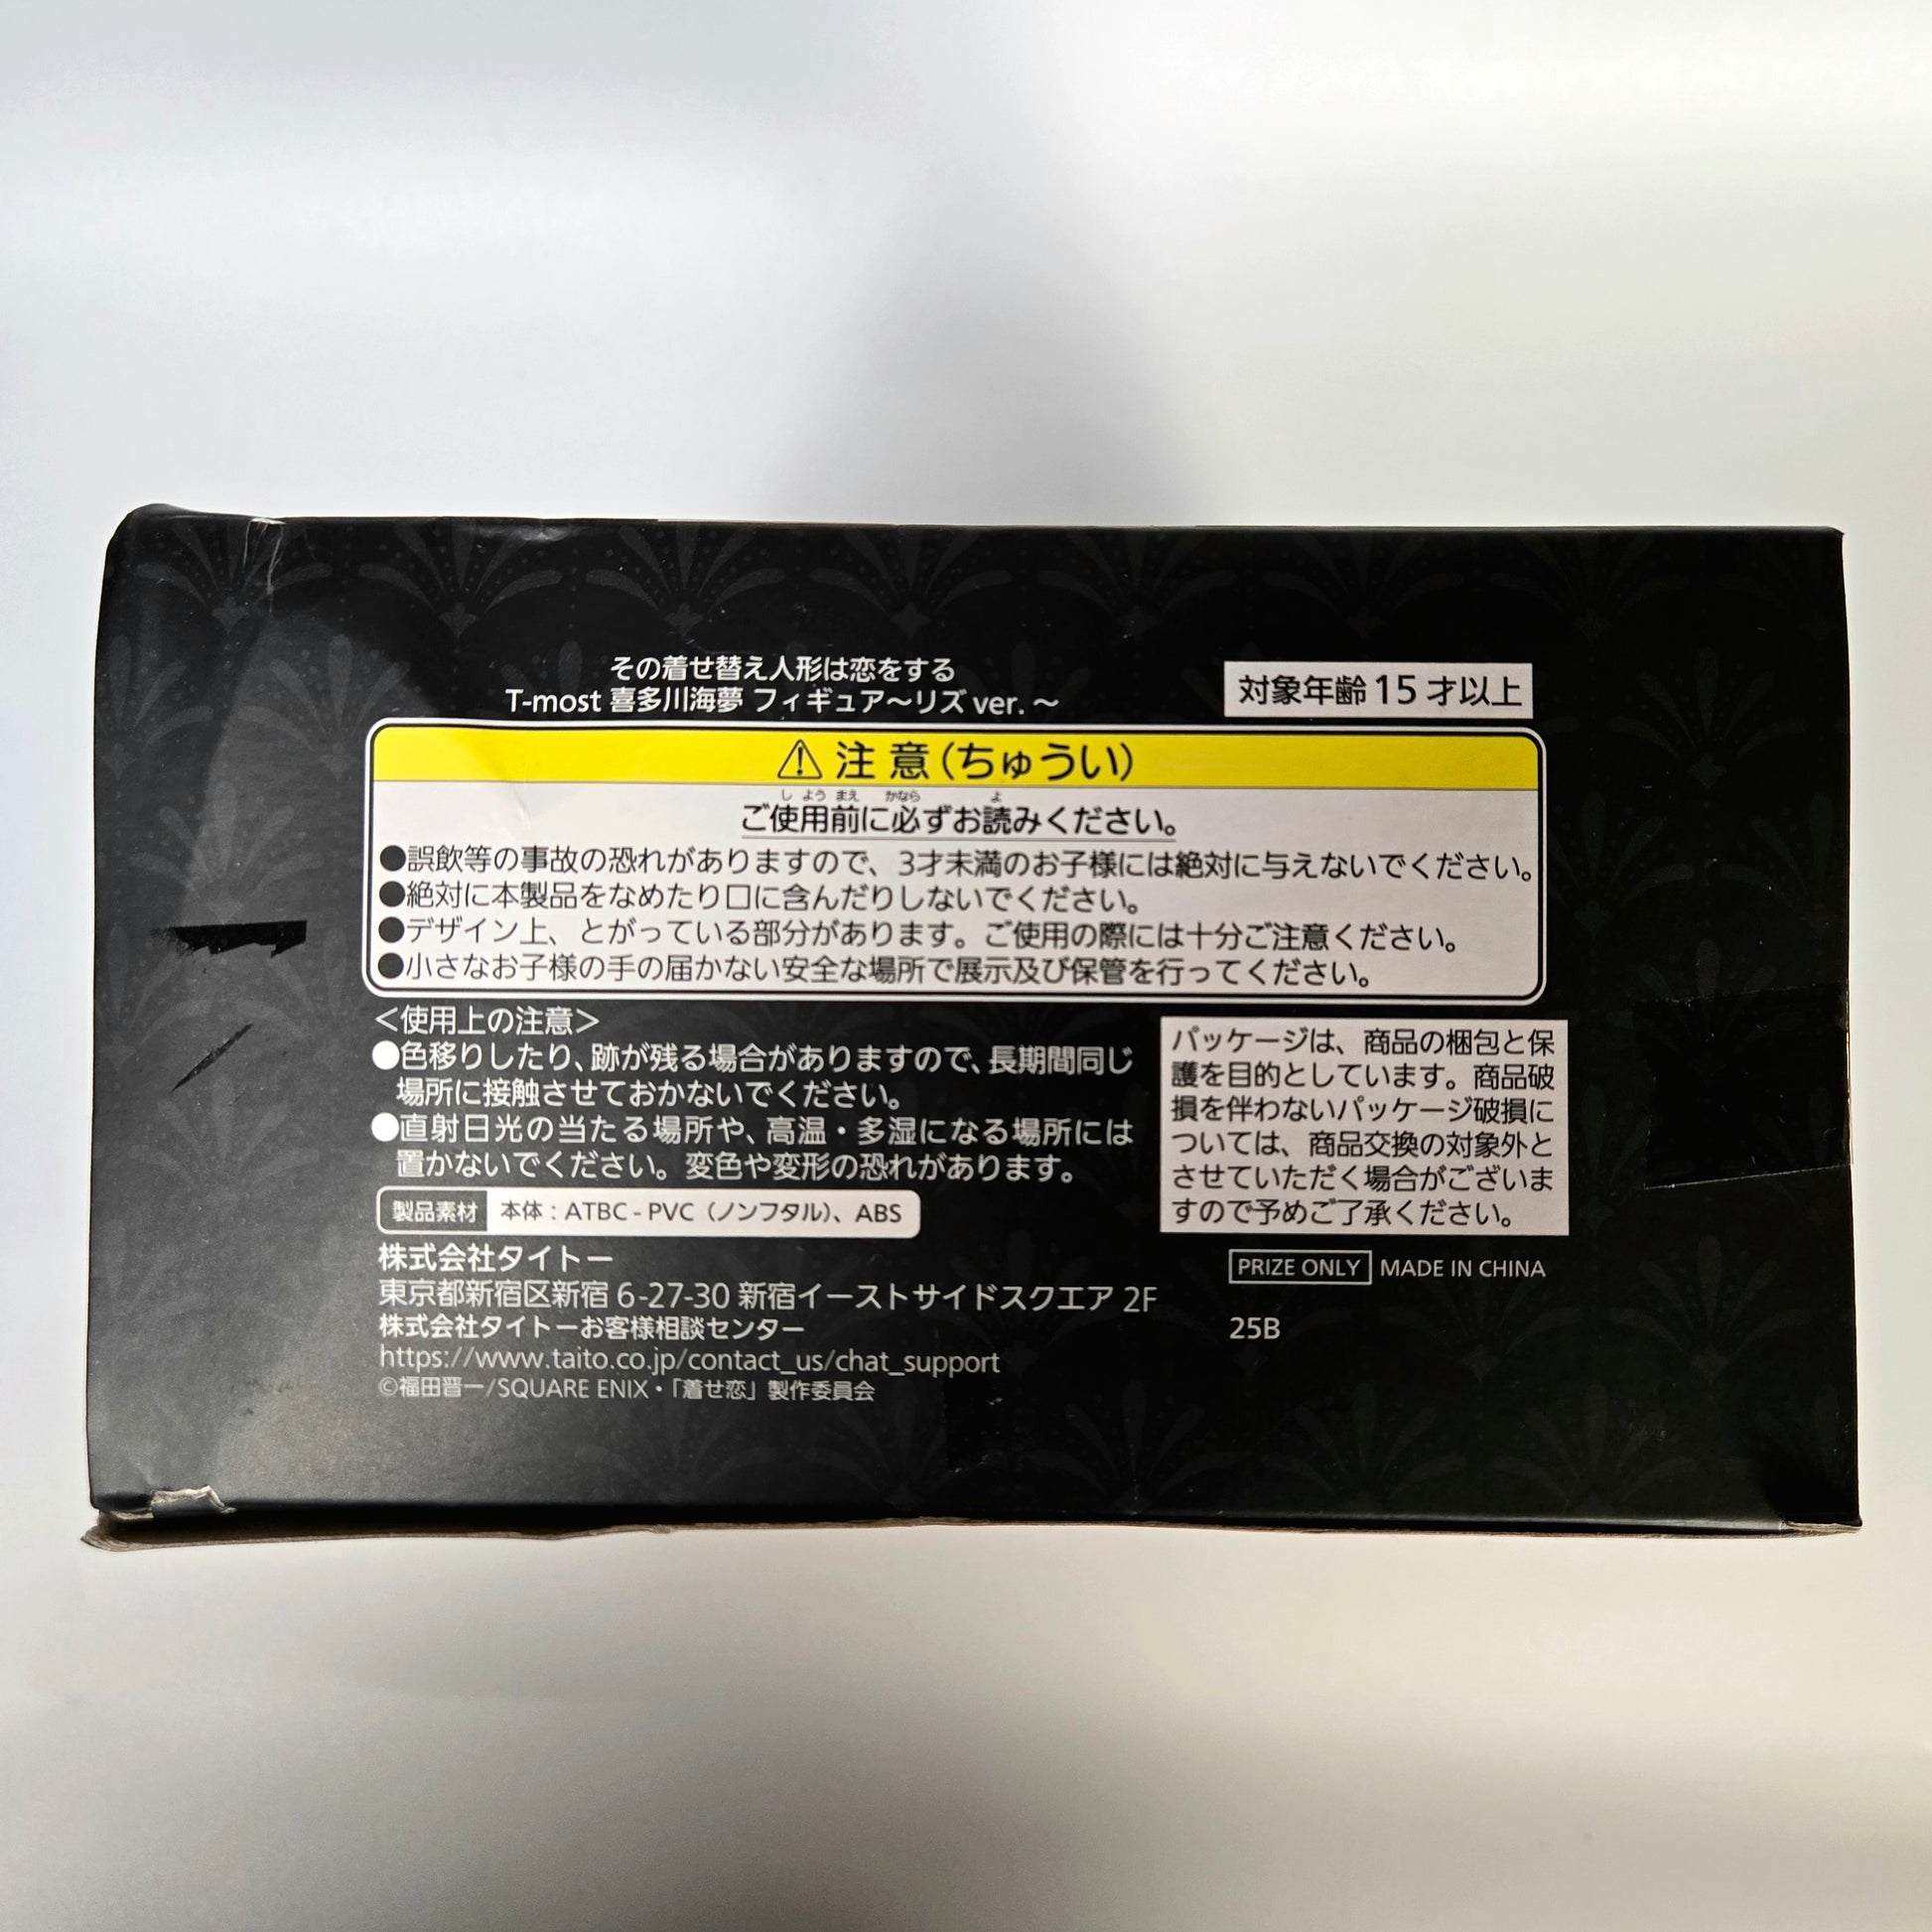 その着せ替え人形は恋をする
T-most 喜多川海夢 フィギュア～リズ ver. ～
対象年齢 15 才以上
⚠ 注 意（ちゅうい）
し よう まえ かなら よ
ご使用前に必ずお読みください。
●誤飲等の事故の恐れがありますので、3才未満のお子様には絶対に与えないでください。
●絶対に本製品をなめたり口に含んだりしないでください。
●デザイン上、とがっている部分があります。ご使用の際には十分ご注意ください。
●小さなお子様の手の届かない安全な場所で展示及び保管を行ってください。
＜使用上の注意＞
●色移りしたり、跡が残る場合がありますので、長期間同じ
場所に接触させておかないでください。
●直射日光の当たる場所や、高温・多湿になる場所には
置かないでください。変色や変形の恐れがあります。
パッケージは、商品の梱包と保
護を目的としています。商品破
損を伴わないパッケージ破損に
ついては、商品交換の対象外と
させていただく場合がございま
すので予めご了承ください。
製品素材 本体 : ATBC - PVC（ノンフタル）、ABS
株式会社タイトー
東京都新宿区新宿 6-27-30 新宿イーストサイドスクエア 2F
株式会社タイトーお客様相談センター
https://www.taito.co.jp/contact_us/chat_support
©福田晋一/SQUARE ENIX・「着せ恋」製作委員会
PRIZE ONLY MADE IN CHINA
25B